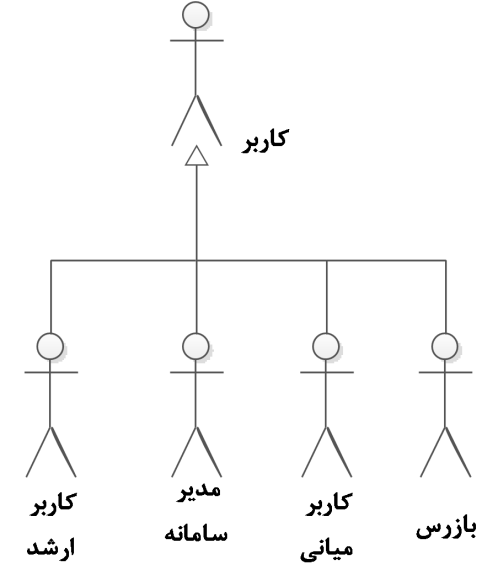 کاربر
کاربر
ارشد
مدیر
سامانه
کاربر
میانی
بازرس